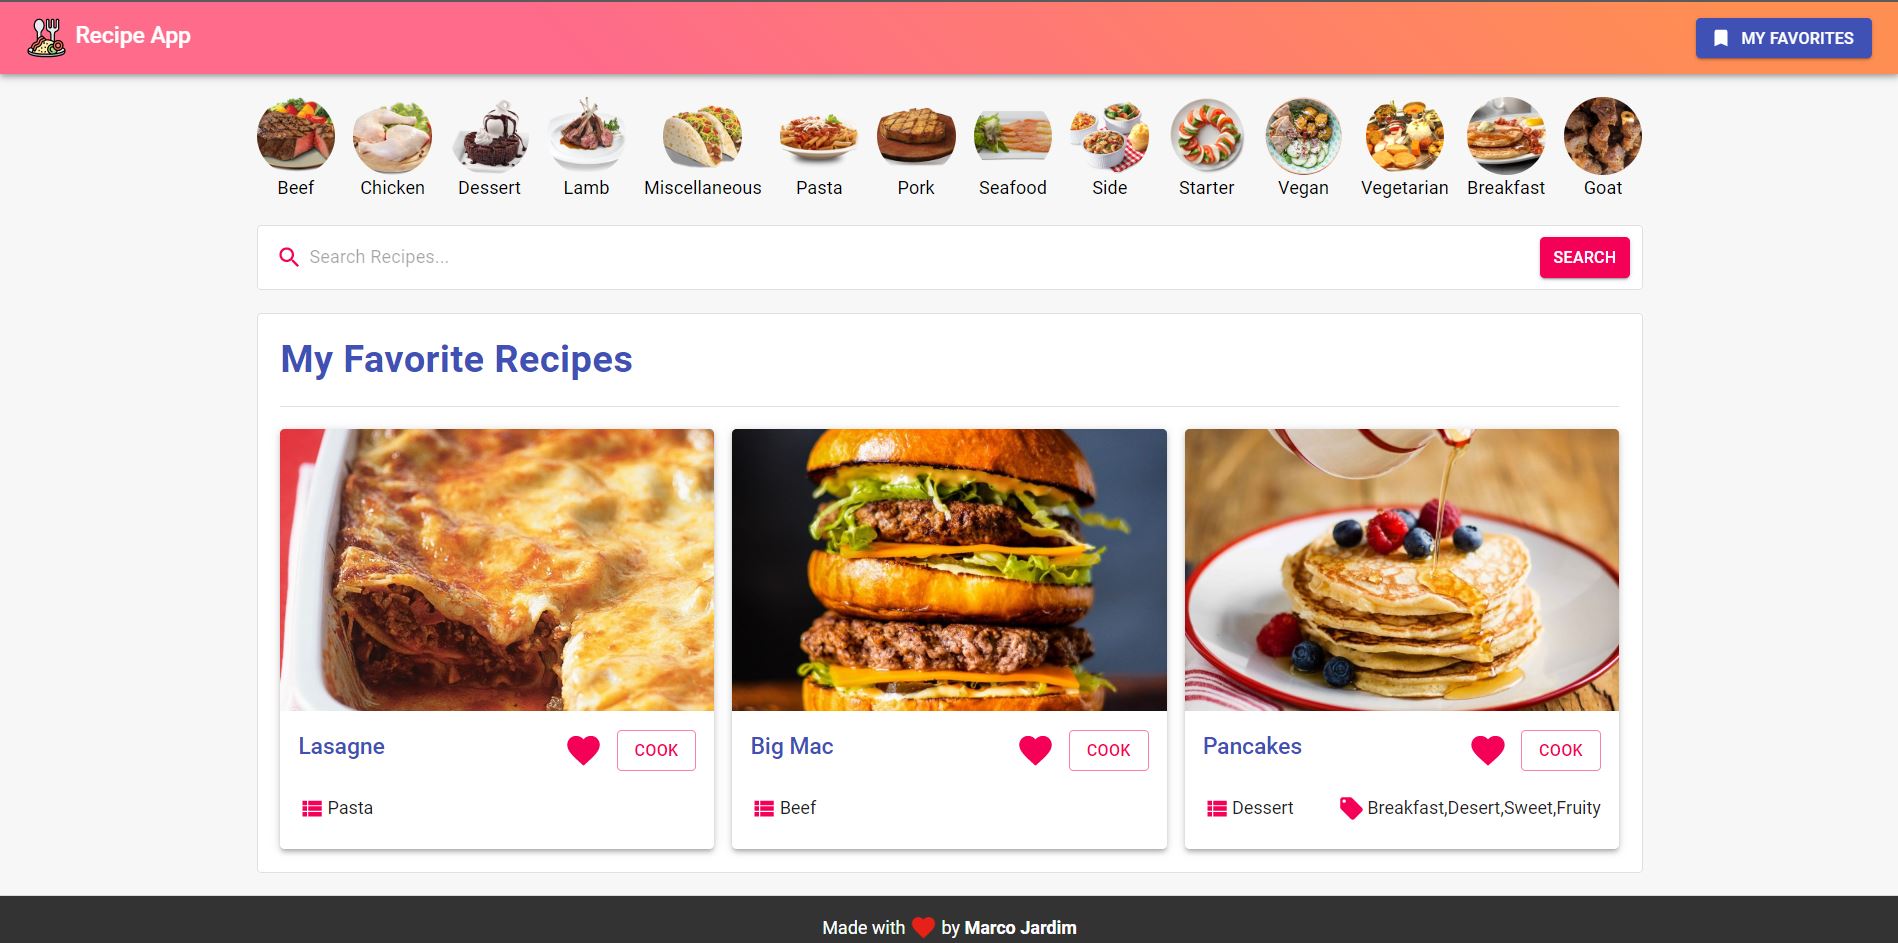 Recipe App
MY FAVORITES
Beef
Chicken
Dessert
Lamb
Miscellaneous
Pasta
Pork
Seafood
Side
Starter
Vegan
Vegetarian
Breakfast
Goat
Search Recipes...
SEARCH
My Favorite Recipes
Lasagne
COOK
Pasta
Big Mac
COOK
Beef
Pancakes
COOK
Dessert
Breakfast,Desert,Sweet,Fruity
Made with by Marco Jardim